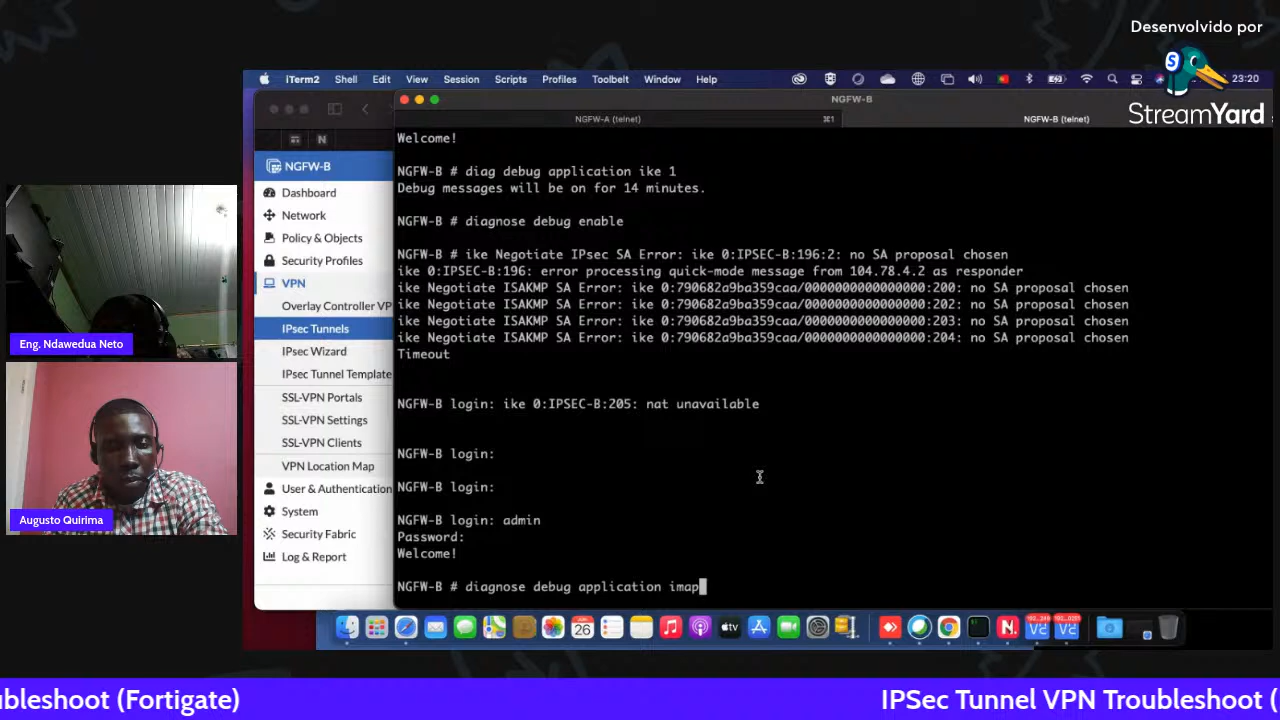 Desenvolvido por
StreamYard
iTerm2 Shell Edit View Session Scripts Profiles Toolbelt Window Help
23:20
NGFW-B
NGFW-A (telnet)
⌘1
NGFW-B (telnet)
NGFW-B
Dashboard
Network
Policy & Objects
Security Profiles
VPN
Overlay Controller VP
IPsec Tunnels
IPsec Wizard
IPsec Tunnel Template
SSL-VPN Portals
SSL-VPN Settings
SSL-VPN Clients
VPN Location Map
User & Authentication
System
Security Fabric
Log & Report
Welcome!
NGFW-B # diag debug application ike 1
Debug messages will be on for 14 minutes.
NGFW-B # diagnose debug enable
NGFW-B # ike Negotiate IPsec SA Error: ike 0:IPSEC-B:196:2: no SA proposal chosen
ike 0:IPSEC-B:196: error processing quick-mode message from 104.78.4.2 as responder
ike Negotiate ISAKMP SA Error: ike 0:790682a9ba359caa/0000000000000000:200: no SA proposal chosen
ike Negotiate ISAKMP SA Error: ike 0:790682a9ba359caa/0000000000000000:202: no SA proposal chosen
ike Negotiate ISAKMP SA Error: ike 0:790682a9ba359caa/0000000000000000:203: no SA proposal chosen
ike Negotiate ISAKMP SA Error: ike 0:790682a9ba359caa/0000000000000000:204: no SA proposal chosen
Timeout
NGFW-B login: ike 0:IPSEC-B:205: nat unavailable
NGFW-B login:
NGFW-B login:
NGFW-B login: admin
Password:
Welcome!
NGFW-B # diagnose debug application imap
Eng. Ndawedua Neto
Augusto Quirima
26
tv
ubleshoot (Fortigate)
IPSec Tunnel VPN Troubleshoot (